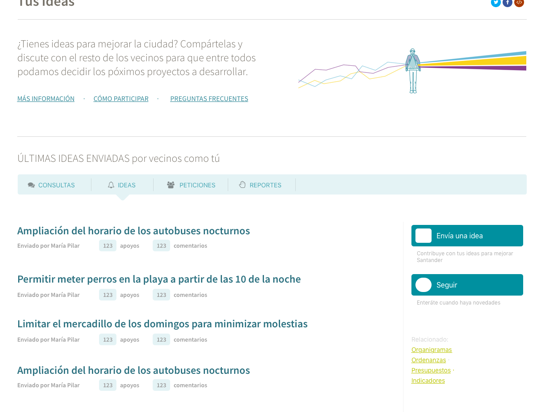 Tus ideas
¿Tienes ideas para mejorar la ciudad? Compártelas y
discute con el resto de los vecinos para que entre todos
podamos decidir los póximos proyectos a desarrollar.
MÁS INFORMACIÓN · CÓMO PARTICIPAR · PREGUNTAS FRECUENTES
ÚLTIMAS IDEAS ENVIADAS por vecinos como tú
CONSULTAS IDEAS PETICIONES REPORTES
Ampliación del horario de los autobuses nocturnos
Enviado por María Pilar 123 apoyos 123 comentarios
Permitir meter perros en la playa a partir de las 10 de la noche
Enviado por María Pilar 123 apoyos 123 comentarios
Limitar el mercadillo de los domingos para minimizar molestias
Enviado por María Pilar 123 apoyos 123 comentarios
Ampliación del horario de los autobuses nocturnos
Enviado por María Pilar 123 apoyos 123 comentarios
Envía una idea
Contribuye con tus ideas para mejorar
Santander
Seguir
Entérate cuando haya novedades
Relacionado:
Organigramas
Ordenanzas
Presupuestos ·
Indicadores